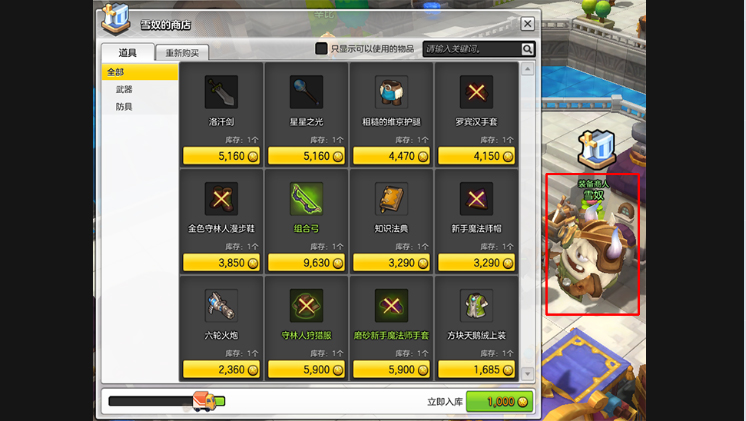 雪奴的商店
道具
重新购买
只显示可以使用的物品
请输入关键词。
全部
武器
防具
洛汗剑
库存：1个
5,160
星星之光
库存：1个
5,160
粗糙的维京护腿
库存：1个
4,470
罗宾汉手套
库存：1个
4,150
金色守林人漫步鞋
库存：1个
3,850
组合弓
库存：1个
9,630
知识法典
库存：1个
3,290
新手魔法师帽
库存：1个
3,290
六轮火炮
库存：1个
2,360
守林人狩猎服
库存：1个
5,900
磨砂新手魔法师手套
库存：1个
5,900
方块天鹅绒上装
库存：1个
1,685
立即入库
1,000
装备商人
雪奴